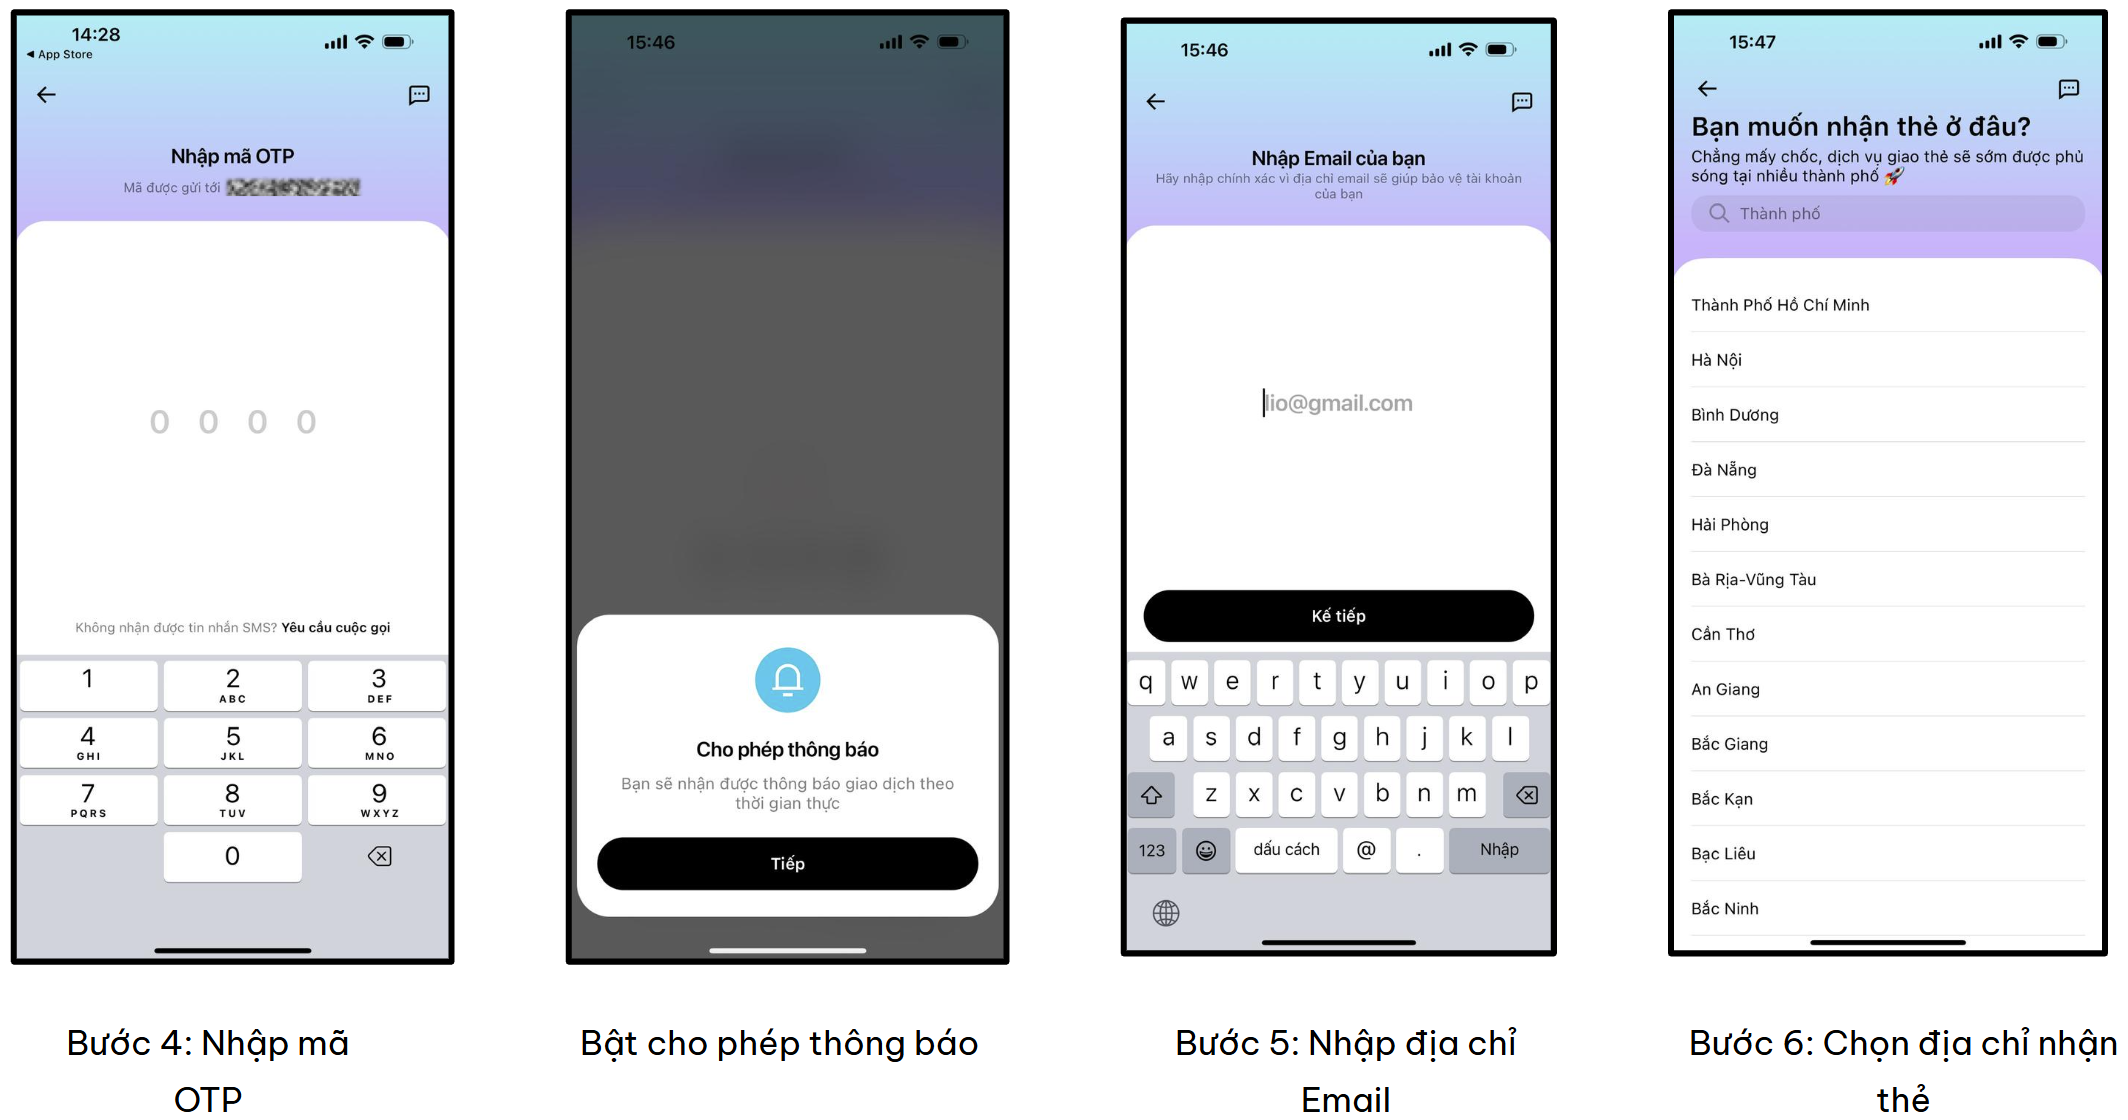 14:28
◄ App Store
Nhập mã OTP
Mã được gửi tới
0 0 0 0
Không nhận được tin nhắn SMS? Yêu cầu cuộc gọi
1 2 3
ABC DEF
4 5 6
GHI JKL MNO
7 8 9
PQRS TUV WXYZ
0
Bước 4: Nhập mã
OTP
15:46
Cho phép thông báo
Bạn sẽ nhận được thông báo giao dịch theo
thời gian thực
Tiếp
Bật cho phép thông báo
15:46
Nhập Email của bạn
Hãy nhập chính xác vì địa chỉ email sẽ giúp bảo vệ tài khoản
của bạn
lio@gmail.com
Kế tiếp
q w e r t y u i o p
a s d f g h j k l
z x c v b n m
123 dấu cách @ . Nhập
Bước 5: Nhập địa chỉ
Email
15:47
Bạn muốn nhận thẻ ở đâu?
Chẳng mấy chốc, dịch vụ giao thẻ sẽ sớm được phủ
sóng tại nhiều thành phố 🚀
Thành phố
Thành Phố Hồ Chí Minh
Hà Nội
Bình Dương
Đà Nẵng
Hải Phòng
Bà Rịa-Vũng Tàu
Cần Thơ
An Giang
Bắc Giang
Bắc Kạn
Bạc Liêu
Bắc Ninh
Bước 6: Chọn địa chỉ nhận
thẻ